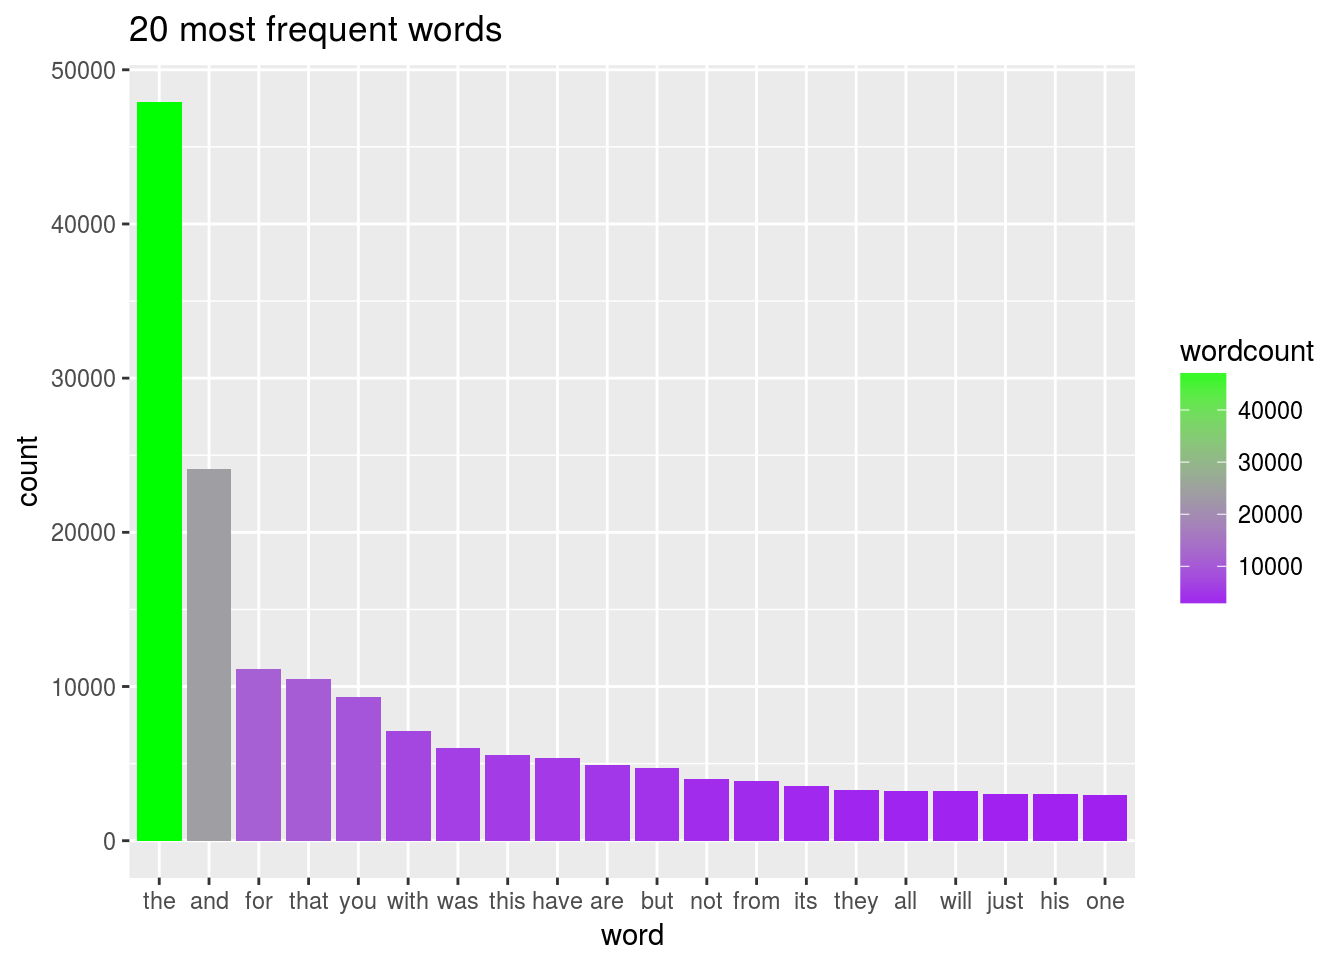 20 most frequent words
50000
40000
30000
20000
10000
0
count
the and for that you with was this have are but not from its they all will just his one
word
wordcount
40000
30000
20000
10000